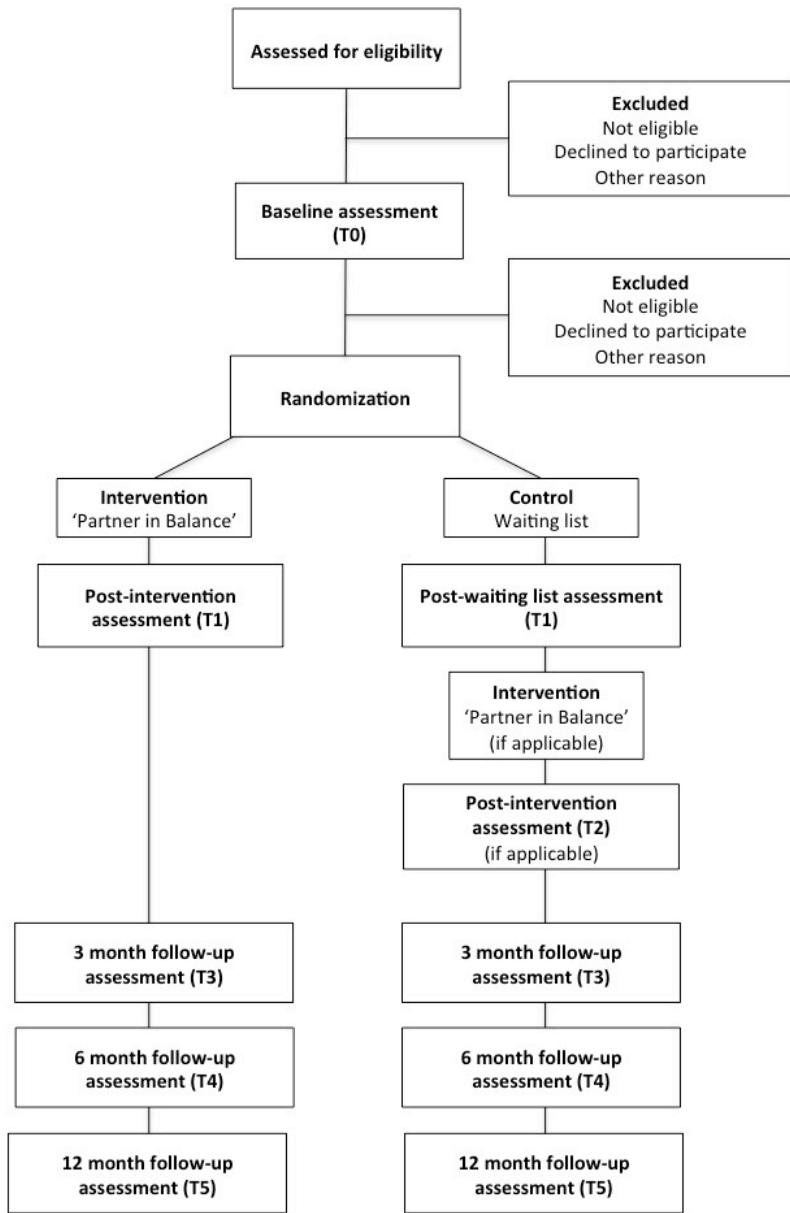 Assessed for eligibility
Excluded
Not eligible
Declined to participate
Other reason
Baseline assessment
(T0)
Excluded
Not eligible
Declined to participate
Other reason
Randomization
Intervention
‘Partner in Balance’
Control
Waiting list
Post-intervention
assessment (T1)
Post-waiting list assessment
(T1)
Intervention
‘Partner in Balance’
(if applicable)
Post-intervention
assessment (T2)
(if applicable)
3 month follow-up
assessment (T3)
3 month follow-up
assessment (T3)
6 month follow-up
assessment (T4)
6 month follow-up
assessment (T4)
12 month follow-up
assessment (T5)
12 month follow-up
assessment (T5)